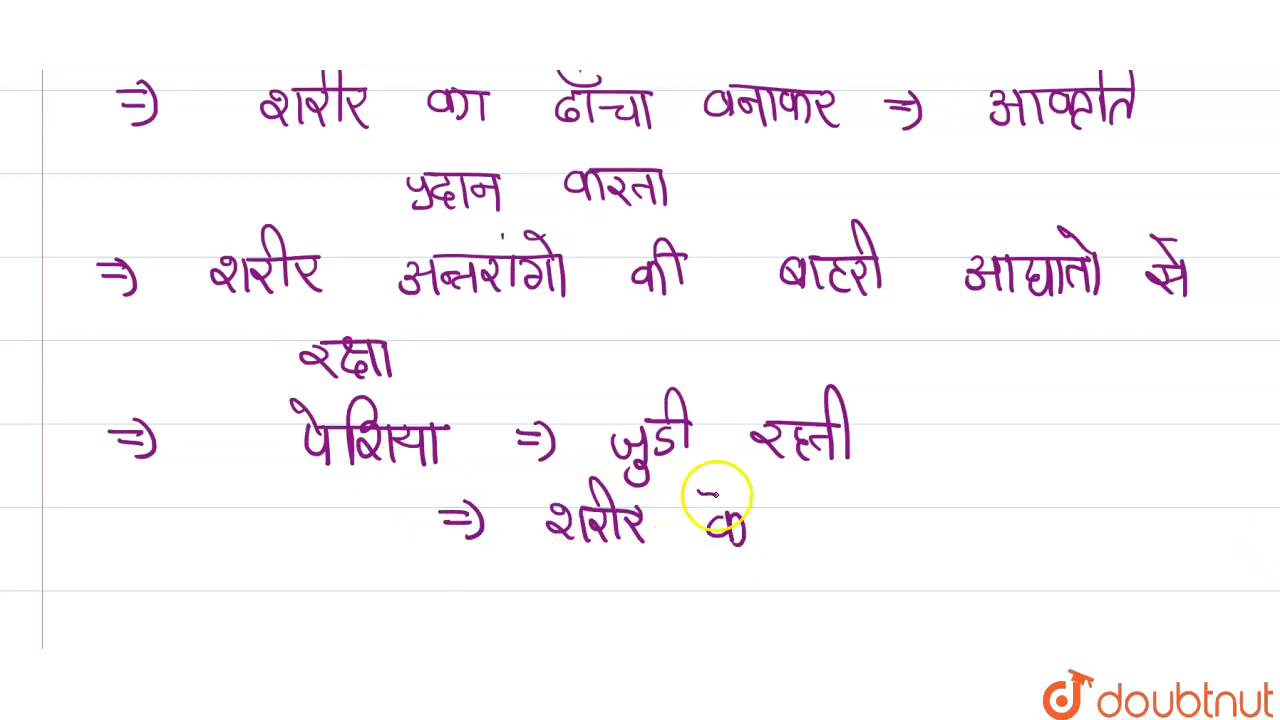 ⇒ शरीर का ढाँचा बनाकर ⇒ आकृति
प्रदान करता
⇒ शरीर अन्तरांगो की बाहरी आघातो से
रक्षा
⇒ पेशिया ⇒ जुडी रहती
⇒ शरीर के
doubtnut